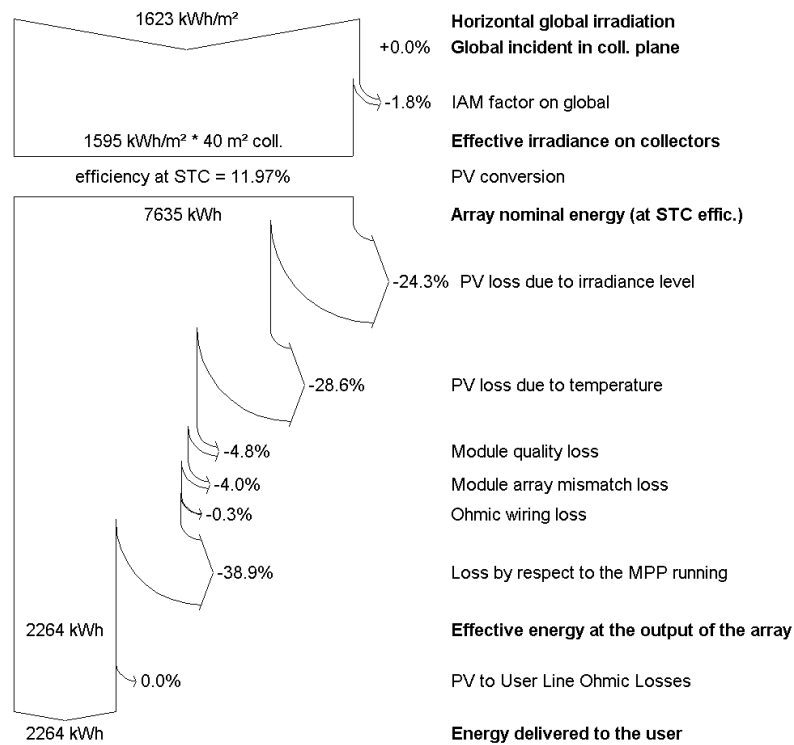 1623 kWh/m² Horizontal global irradiation
+0.0% Global incident in coll. plane
-1.8% IAM factor on global
1595 kWh/m² * 40 m² coll. Effective irradiance on collectors
efficiency at STC = 11.97% PV conversion
7635 kWh Array nominal energy (at STC effic.)
-24.3% PV loss due to irradiance level
-28.6% PV loss due to temperature
-4.8% Module quality loss
-4.0% Module array mismatch loss
-0.3% Ohmic wiring loss
-38.9% Loss by respect to the MPP running
2264 kWh Effective energy at the output of the array
0.0% PV to User Line Ohmic Losses
2264 kWh Energy delivered to the user